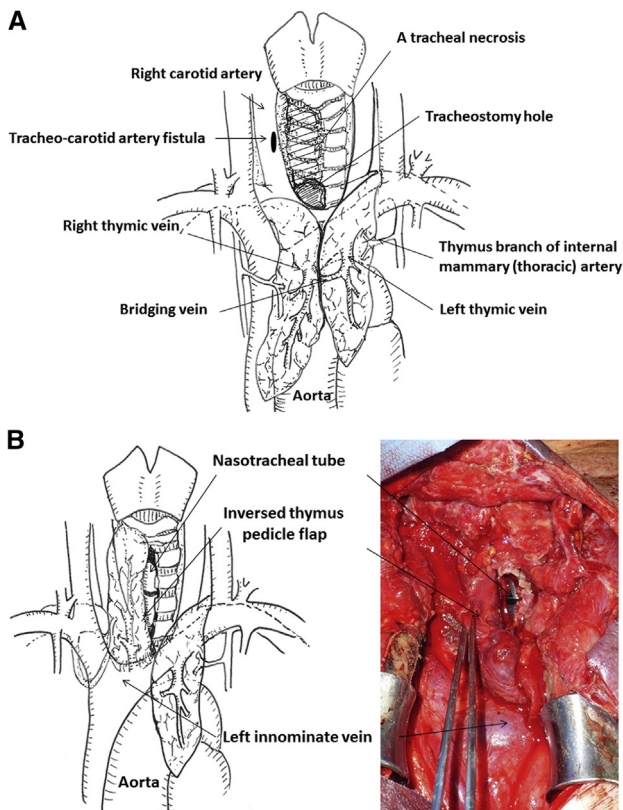 A
A tracheal necrosis
Right carotid artery
Tracheostomy hole
Tracheo-carotid artery fistula
Right thymic vein
Thymus branch of internal
mammary (thoracic) artery
Bridging vein
Left thymic vein
Aorta
B
Nasotracheal tube
Inversed thymus
pedicle flap
Left innominate vein
Aorta